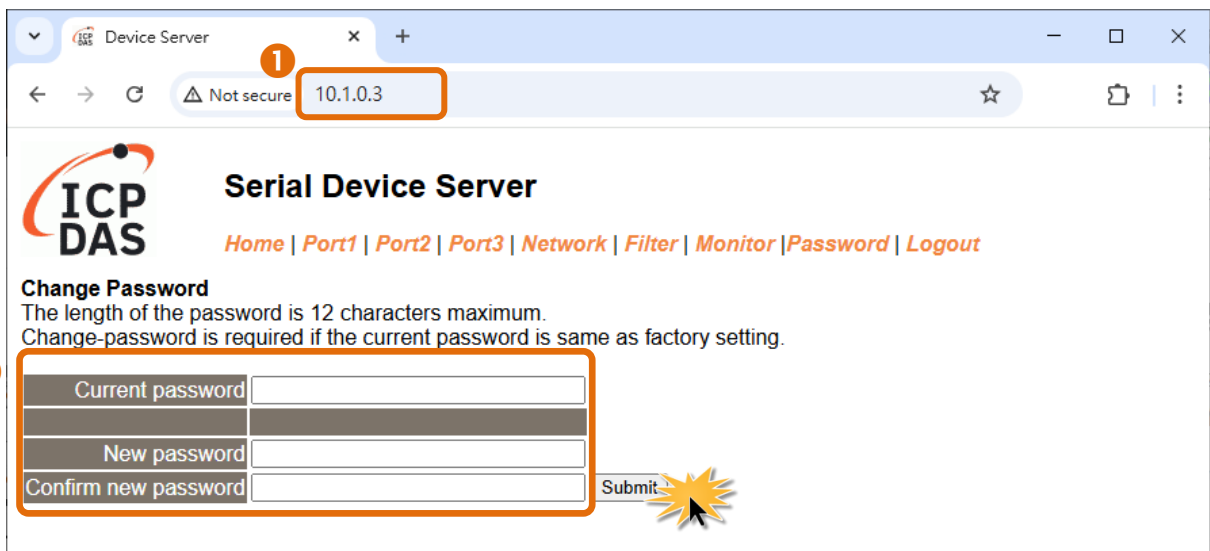 Device Server
1
Not secure 10.1.0.3
ICP
DAS
Serial Device Server
Home | Port1 | Port2 | Port3 | Network | Filter | Monitor |Password | Logout
Change Password
The length of the password is 12 characters maximum.
Change-password is required if the current password is same as factory setting.
Current password
New password
Confirm new password Submit